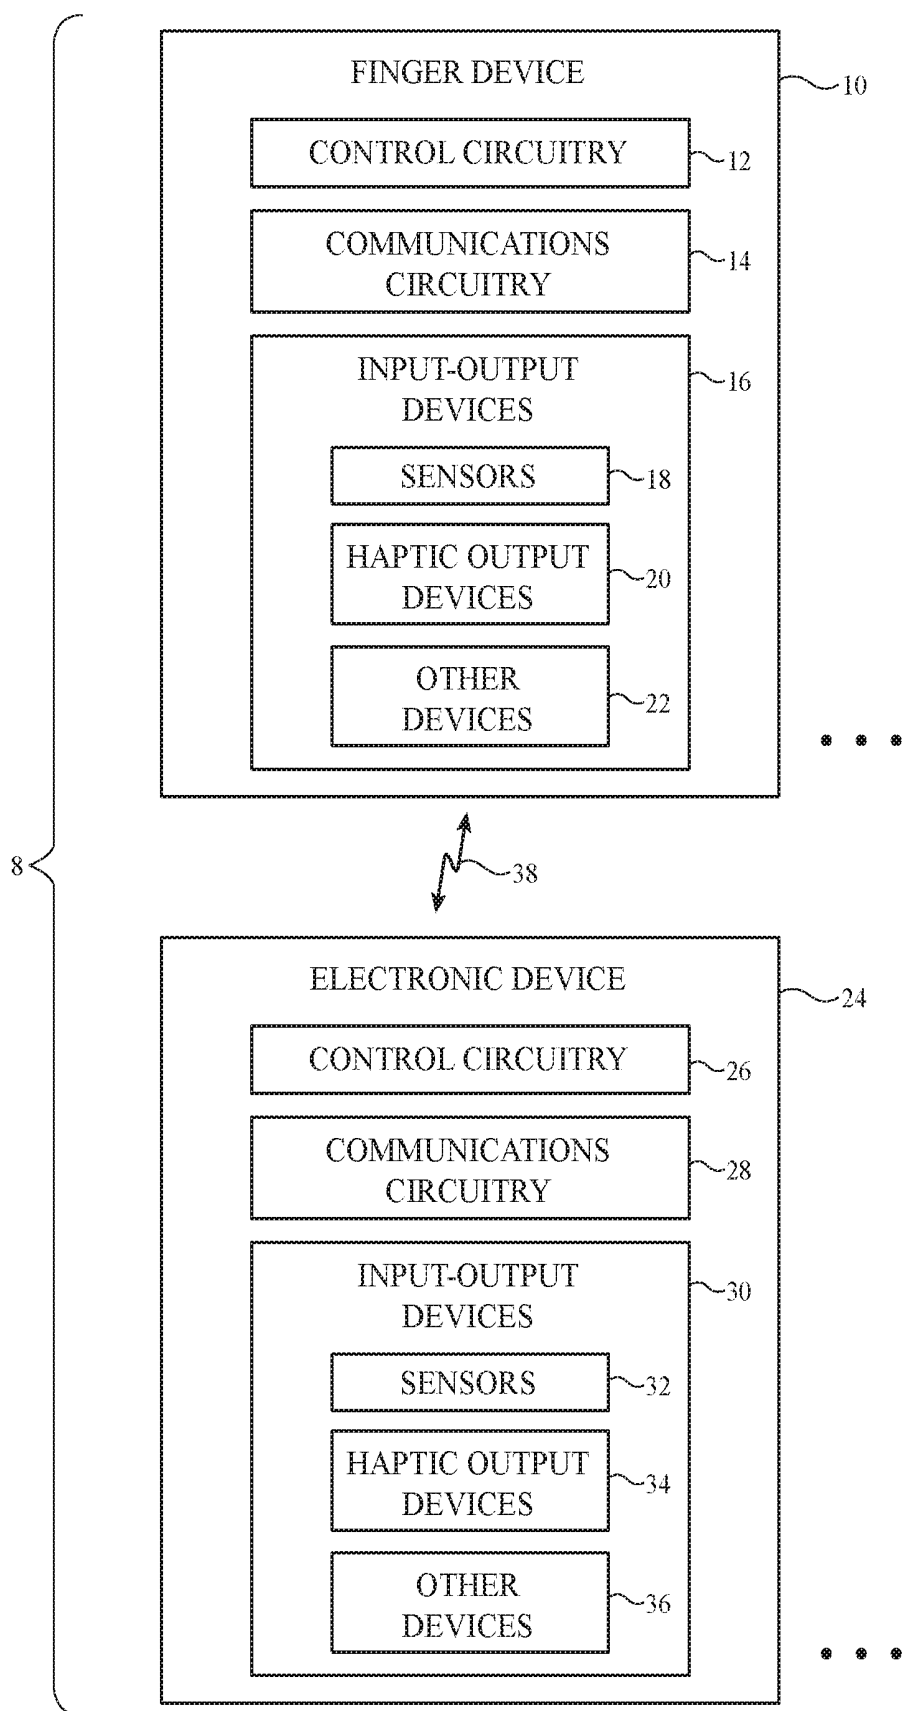 FINGER DEVICE
10
CONTROL CIRCUITRY
12
COMMUNICATIONS
CIRCUITRY
14
INPUT-OUTPUT
DEVICES
16
SENSORS
18
HAPTIC OUTPUT
DEVICES
20
OTHER
DEVICES
22
8
38
ELECTRONIC DEVICE
24
CONTROL CIRCUITRY
26
COMMUNICATIONS
CIRCUITRY
28
INPUT-OUTPUT
DEVICES
30
SENSORS
32
HAPTIC OUTPUT
DEVICES
34
OTHER
DEVICES
36